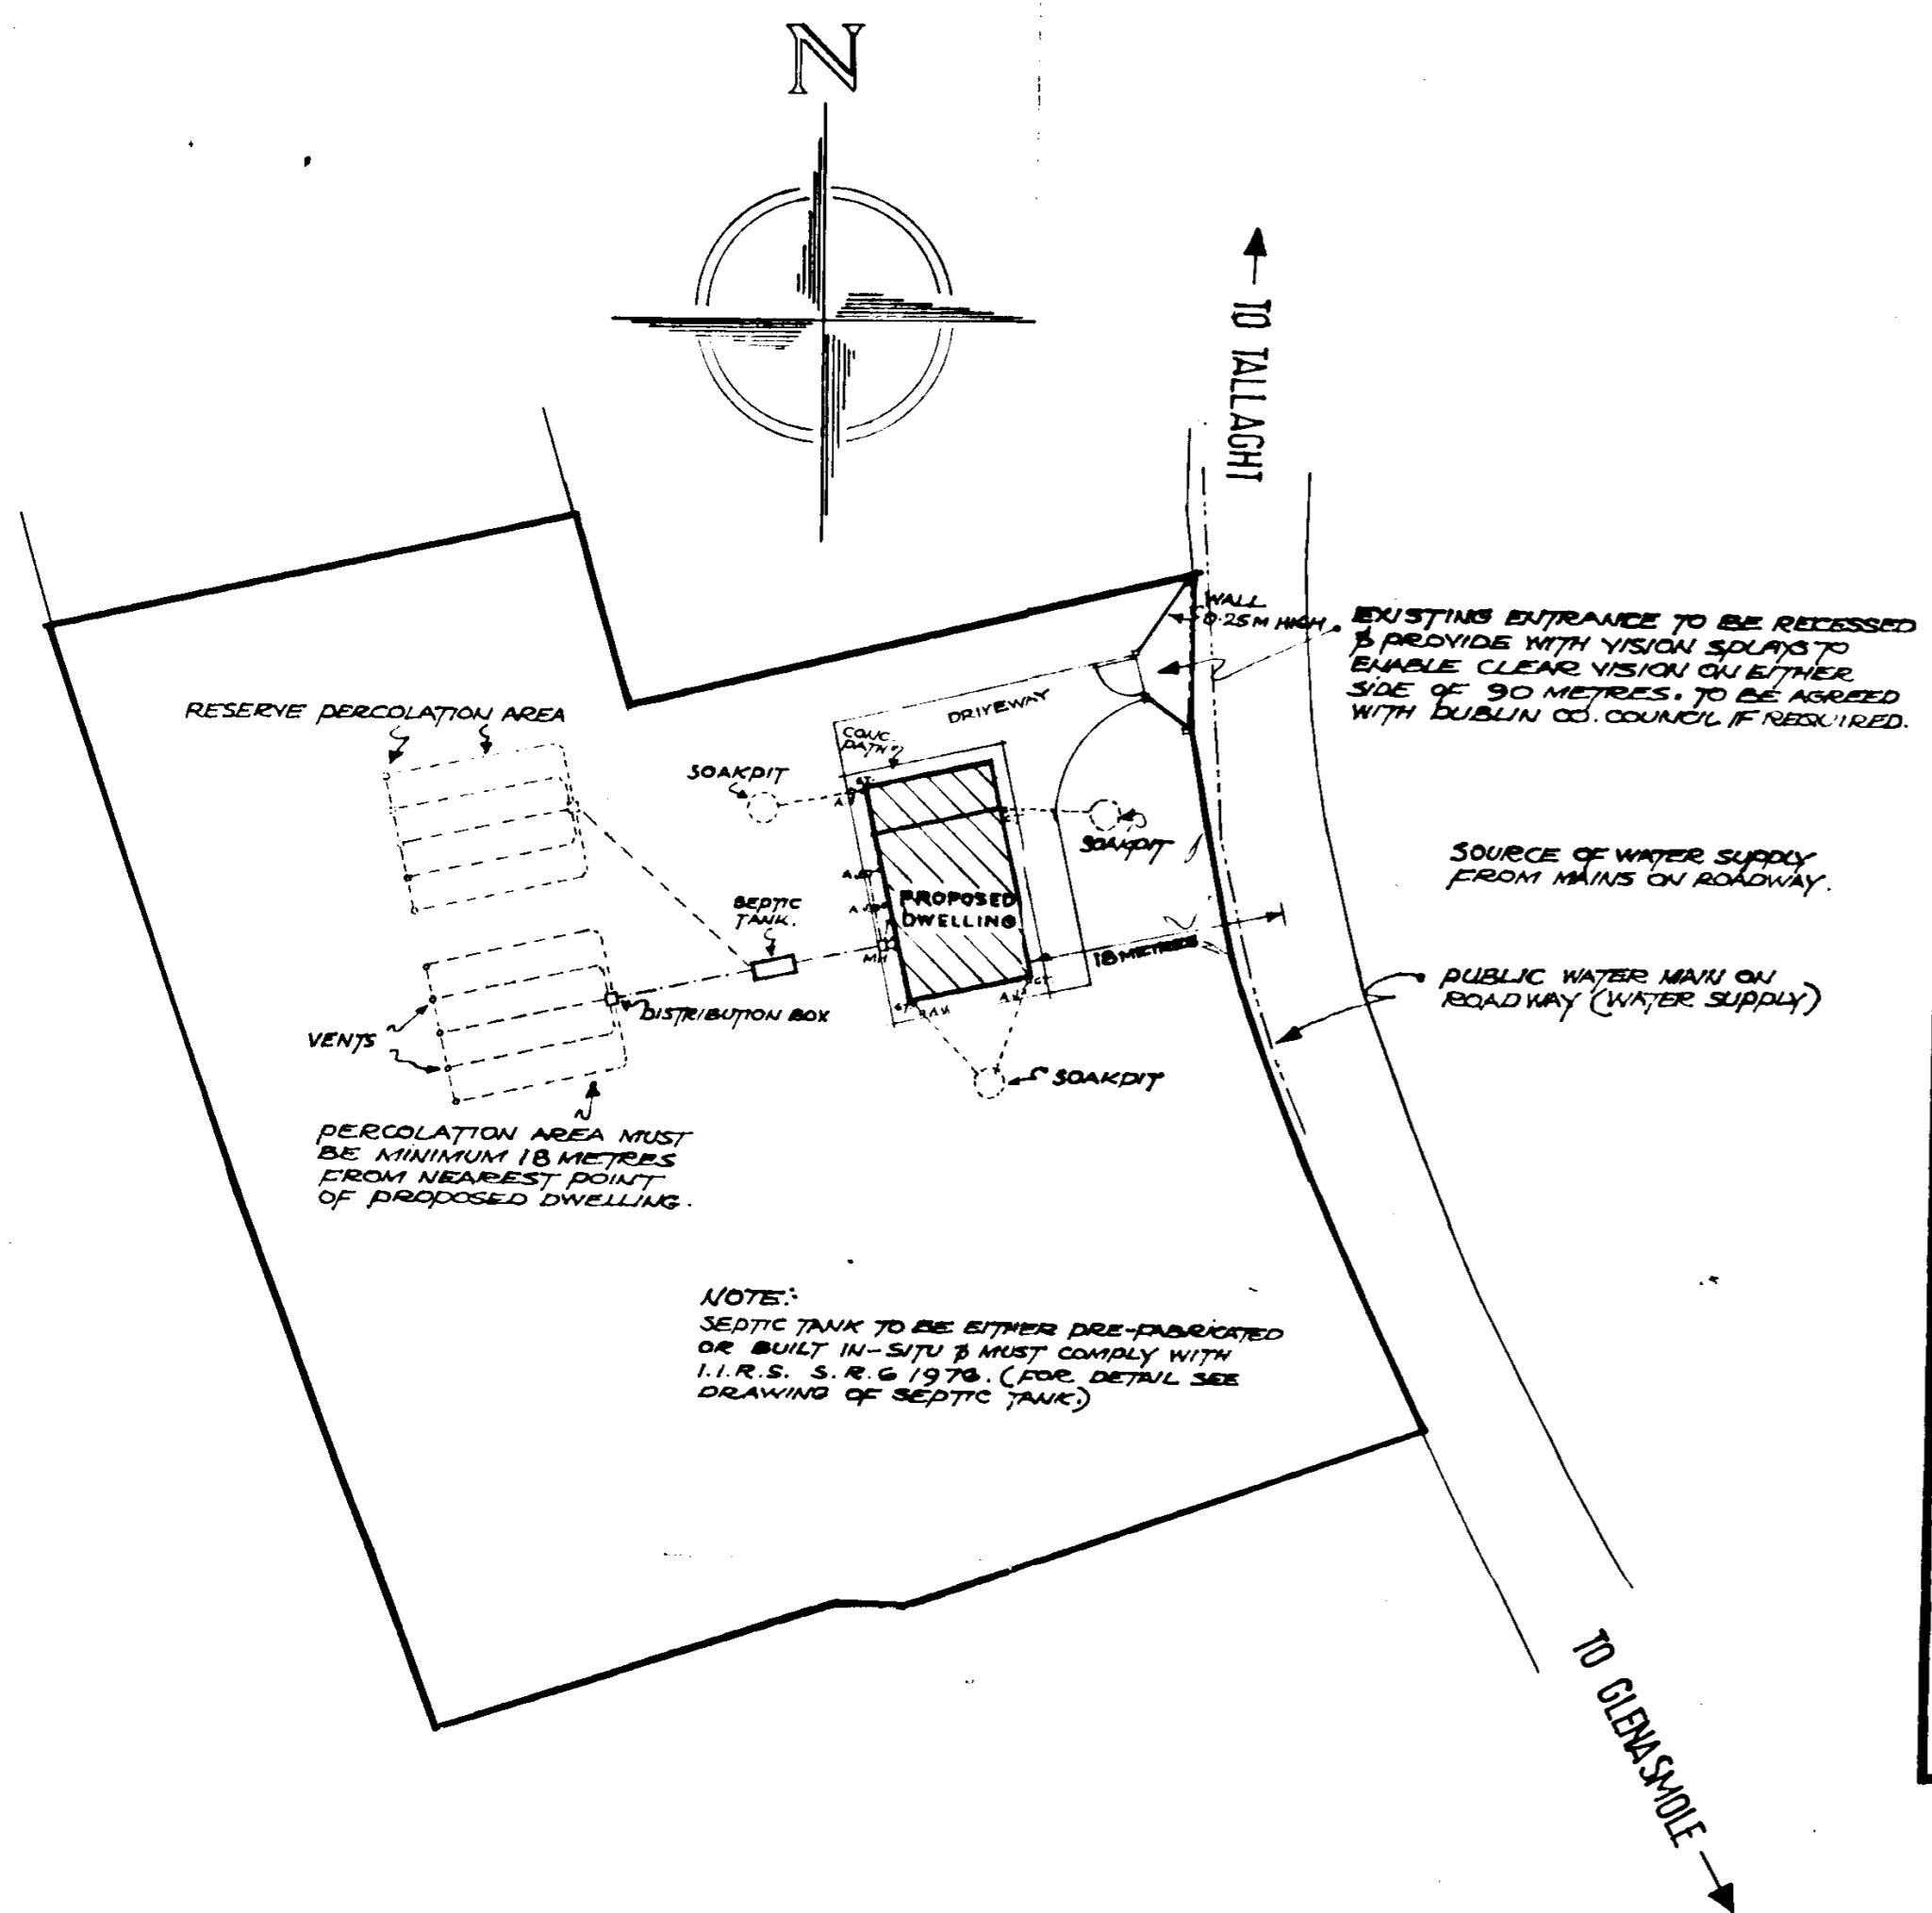 N
TO TALLAGHT
WALL
0.25M HIGH
EXISTING ENTRANCE TO BE RECESSED
& PROVIDE WITH VISION SPLAYS TO
ENABLE CLEAR VISION ON EITHER
SIDE OF 90 METRES. TO BE AGREED
WITH DUBLIN CO. COUNCIL IF REQUIRED.
RESERVE PERCOLATION AREA
DRIVEWAY
CONC.
PATH
SOAKPIT
SOAKPIT
SOURCE OF WATER SUPPLY
FROM MAINS ON ROADWAY.
SEPTIC
TANK.
PROPOSED
DWELLING
MH
18 METRES
PUBLIC WATER MAIN ON
ROADWAY (WATER SUPPLY)
DISTRIBUTION BOX
VENTS
SOAKPIT
PERCOLATION AREA MUST
BE MINIMUM 18 METRES
FROM NEAREST POINT
OF PROPOSED DWELLING.
NOTE:
SEPTIC TANK TO BE EITHER PRE-FABRICATED
OR BUILT IN-SITU & MUST COMPLY WITH
I.I.R.S. S.R.6 (FOR DETAIL SEE
DRAWING OF SEPTIC TANK.)
TO GLENASMOLE